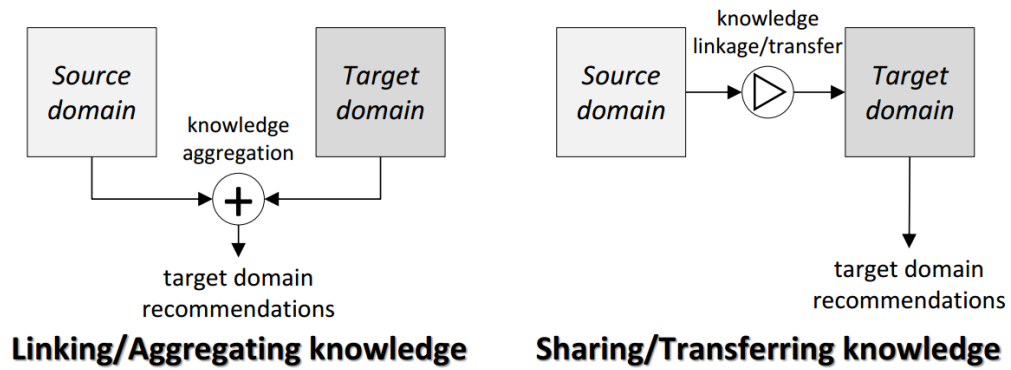 Source
domain
Target
domain
knowledge
aggregation
+
target domain
recommendations
Linking/Aggregating knowledge
knowledge
linkage/transfer
Source
domain
Target
domain
target domain
recommendations
Sharing/Transferring knowledge